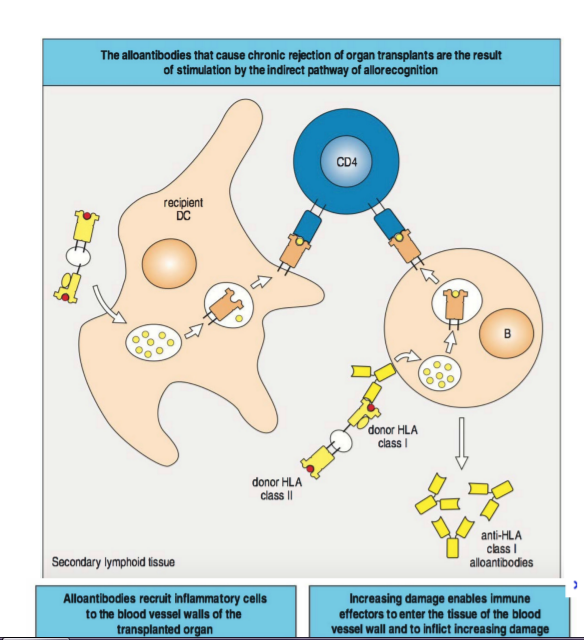 The alloantibodies that cause chronic rejection of organ transplants are the result
of stimulation by the indirect pathway of allorecognition
CD4
recipient
DC
B
donor HLA
class I
donor HLA
class II
anti-HLA
class I
alloantibodies
Secondary lymphoid tissue
Alloantibodies recruit inflammatory cells
to the blood vessel walls of the
transplanted organ
Increasing damage enables immune
effectors to enter the tissue of the blood
vessel wall and to inflict increasing damage